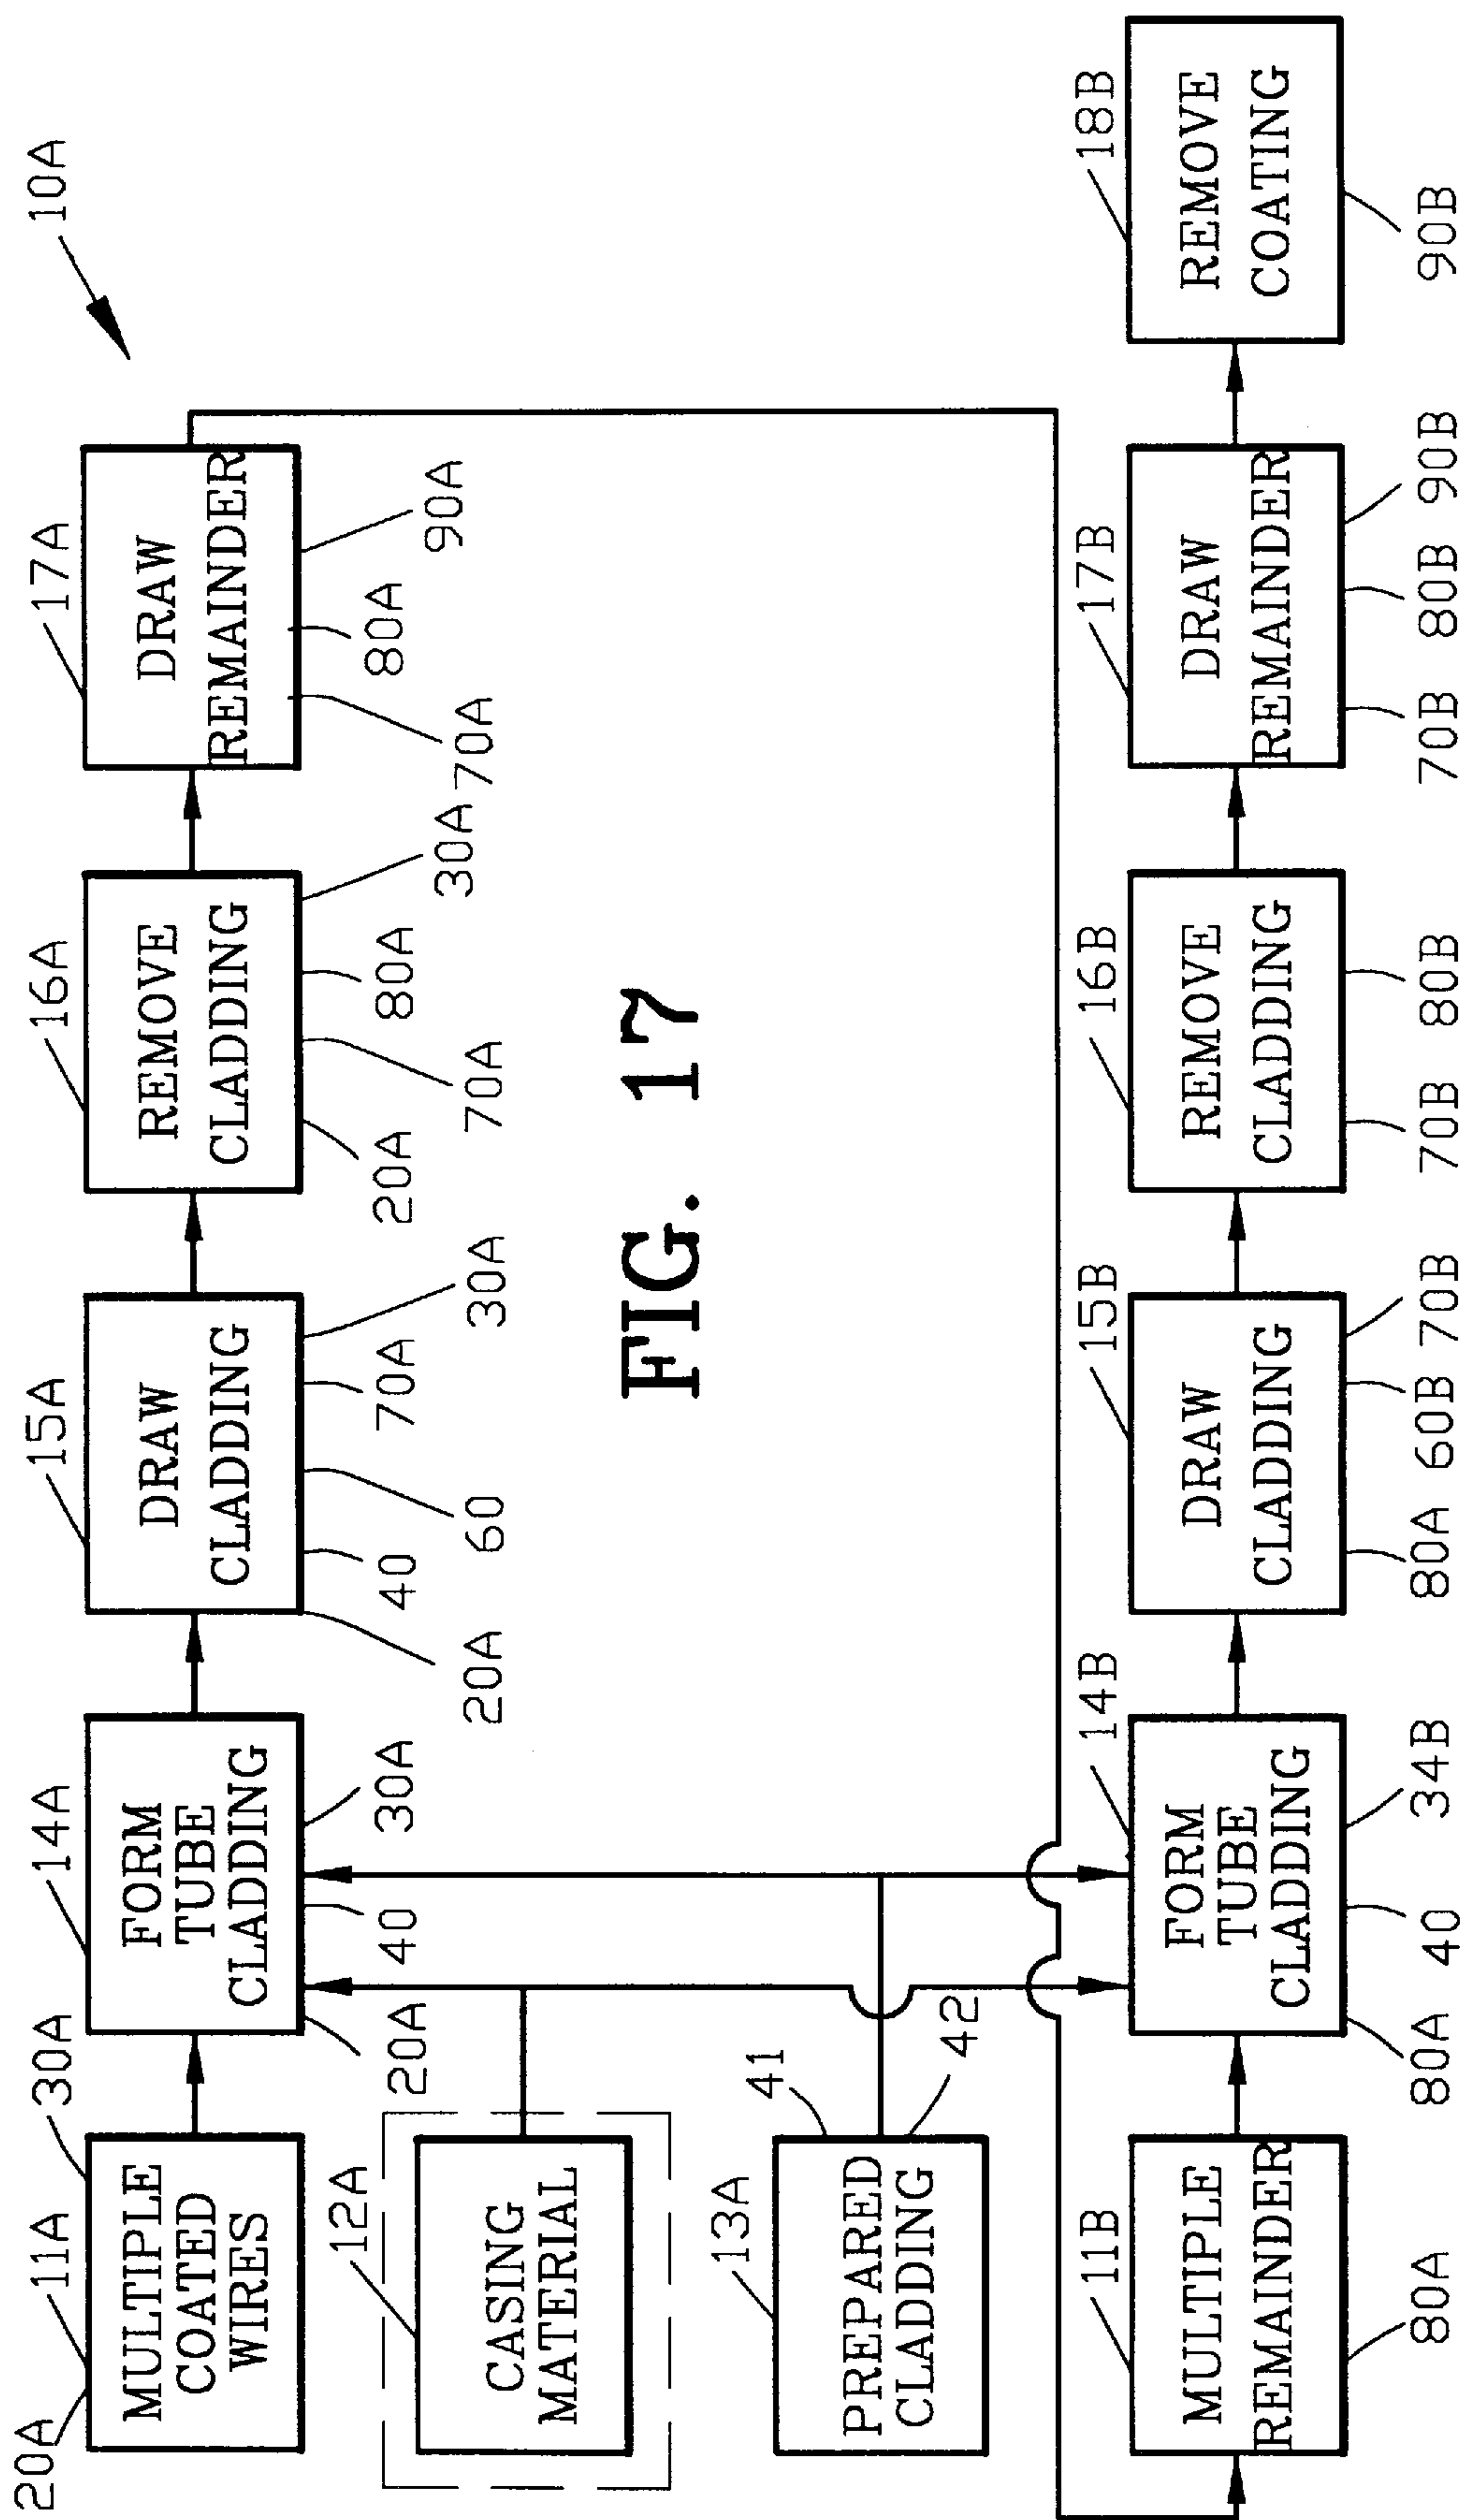 10A
20A
11A
30A
MULTIPLE
COATED
WIRES
14A
FORM
TUBE
CLADDING
20A
40
30A
15A
DRAW
CLADDING
20A
40
60
70A
30A
16A
REMOVE
CLADDING
20A
70A
80A
30A
17A
DRAW
REMAINDER
70A
80A
90A
12A
CASING
MATERIAL
13A
PREPARED
CLADDING
41
42
FIG. 17
11B
MULTIPLE
REMAINDER
80A
14B
FORM
TUBE
CLADDING
80A
40
34B
15B
DRAW
CLADDING
80A
60B
70B
16B
REMOVE
CLADDING
70B
80B
17B
DRAW
REMAINDER
70B
80B
90B
18B
REMOVE
COATING
90B